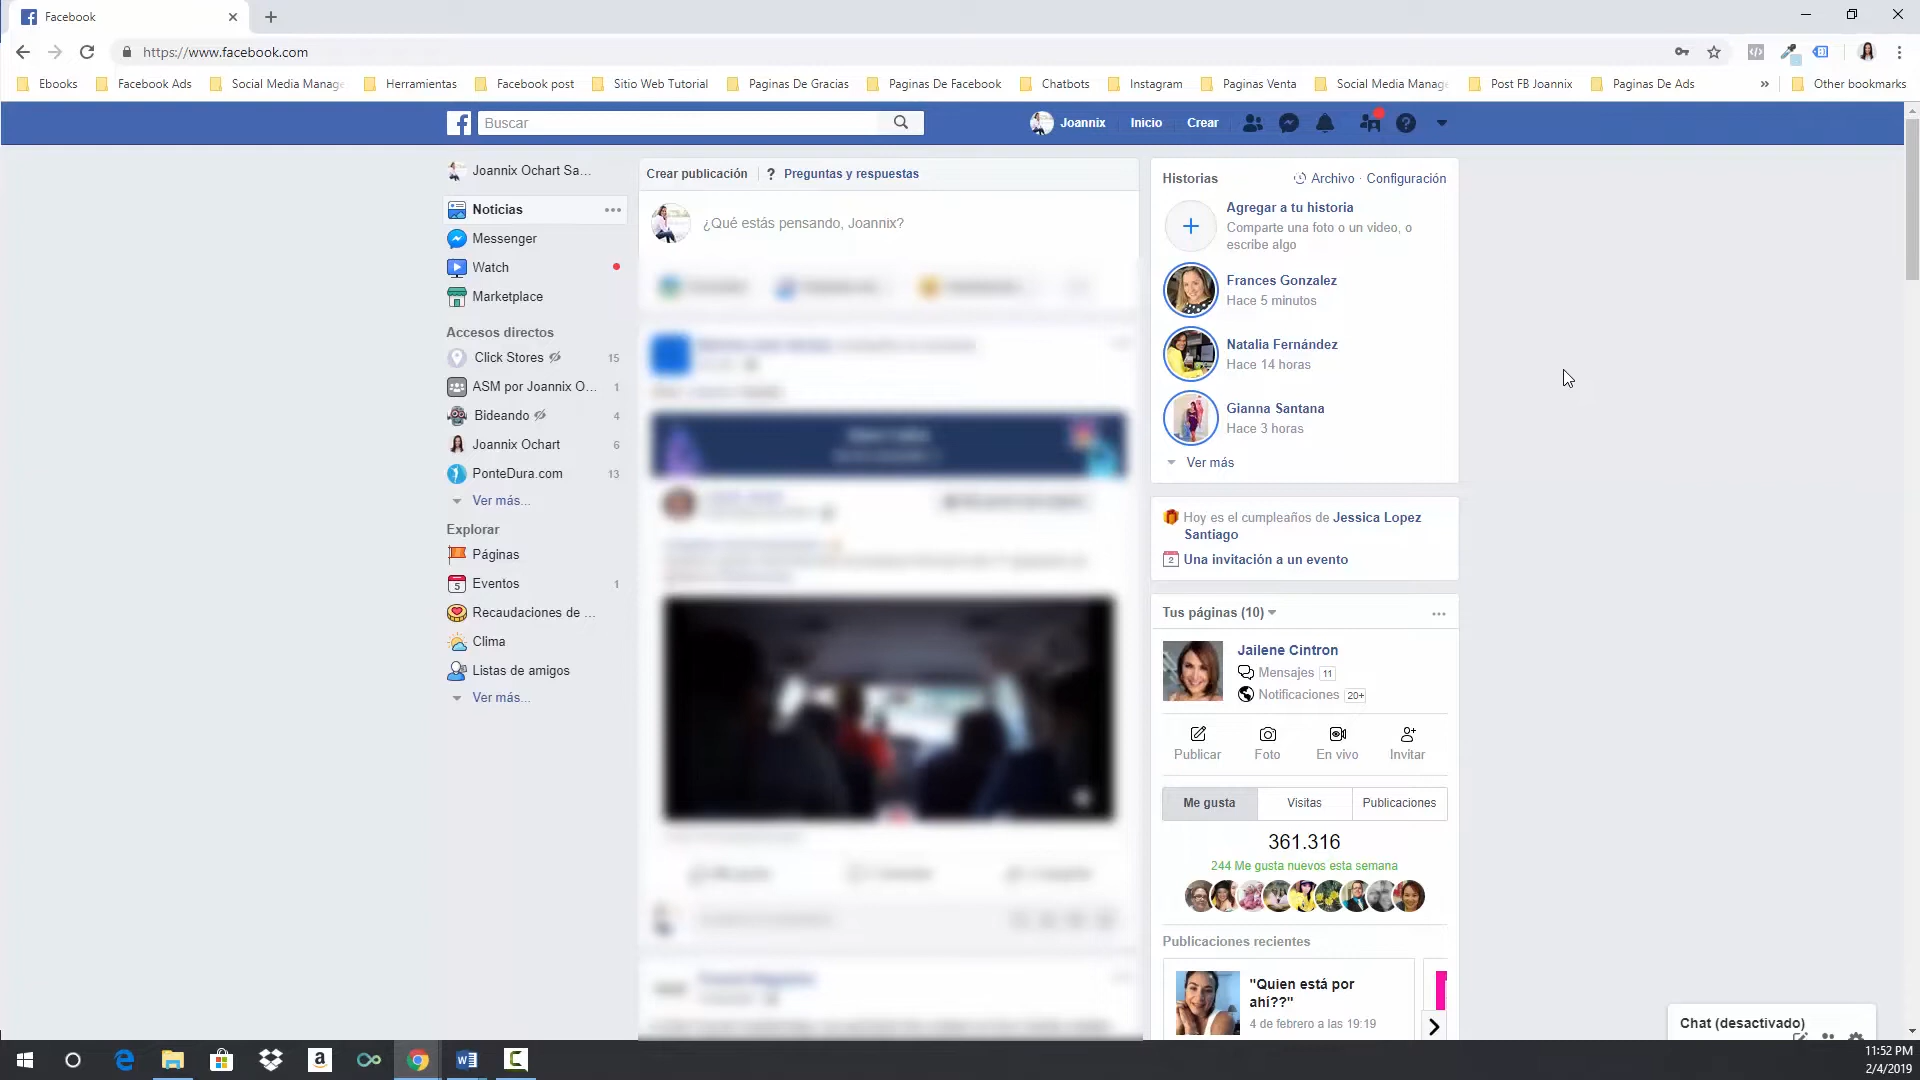 Facebook
https://www.facebook.com
Ebooks
Facebook Ads
Social Media Manage
Herramientas
Facebook post
Sitio Web Tutorial
Paginas De Gracias
Paginas De Facebook
Chatbots
Instagram
Paginas Venta
Social Media Manage
Post FB Joannix
Paginas De Ads
»
Other bookmarks
Buscar
Joannix
Inicio
Crear
Joannix Ochart Sa...
Noticias
Messenger
Watch
Marketplace
Accesos directos
Click Stores 15
ASM por Joannix O... 1
Bideando 4
Joannix Ochart 6
PonteDura.com 13
Ver más...
Explorar
Páginas
Eventos 1
Recaudaciones de ...
Clima
Listas de amigos
Ver más...
Crear publicación
? Preguntas y respuestas
¿Qué estás pensando, Joannix?
Historias
Archivo · Configuración
Agregar a tu historia
Comparte una foto o un video, o
escribe algo
Frances Gonzalez
Hace 5 minutos
Natalia Fernández
Hace 14 horas
Gianna Santana
Hace 3 horas
Ver más
Hoy es el cumpleaños de Jessica Lopez
Santiago
2 Una invitación a un evento
Tus páginas (10)
Jailene Cintron
Mensajes 11
Notificaciones 20+
Publicar
Foto
En vivo
Invitar
Me gusta
Visitas
Publicaciones
361.316
244 Me gusta nuevos esta semana
Publicaciones recientes
"Quien está por
ahí??"
4 de febrero a las 19:19
Chat (desactivado)
11:52 PM
2/4/2019